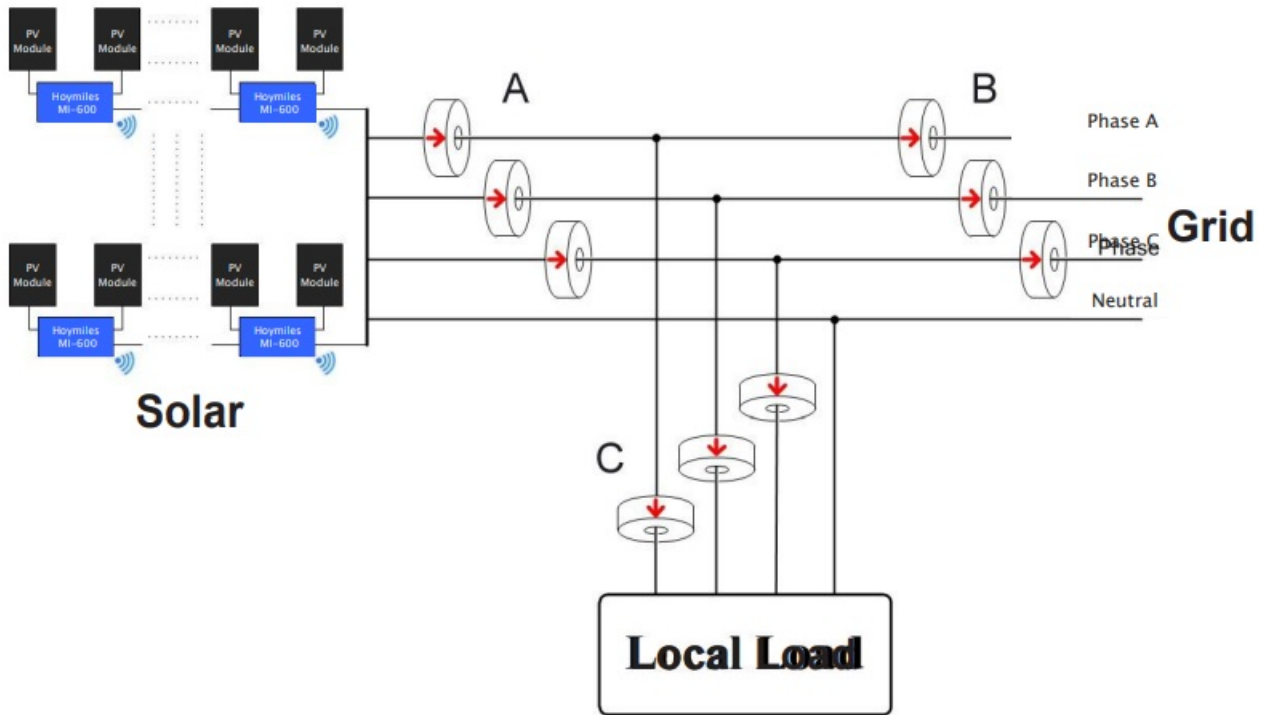 PV
Module
PV
Module
PV
Module
PV
Module
Hoymiles
MI-600
Hoymiles
MI-600
A
B
Phase A
Phase B
Phase C
Phase
Grid
Neutral
PV
Module
PV
Module
PV
Module
PV
Module
Hoymiles
MI-600
Hoymiles
MI-600
Solar
C
Local Load